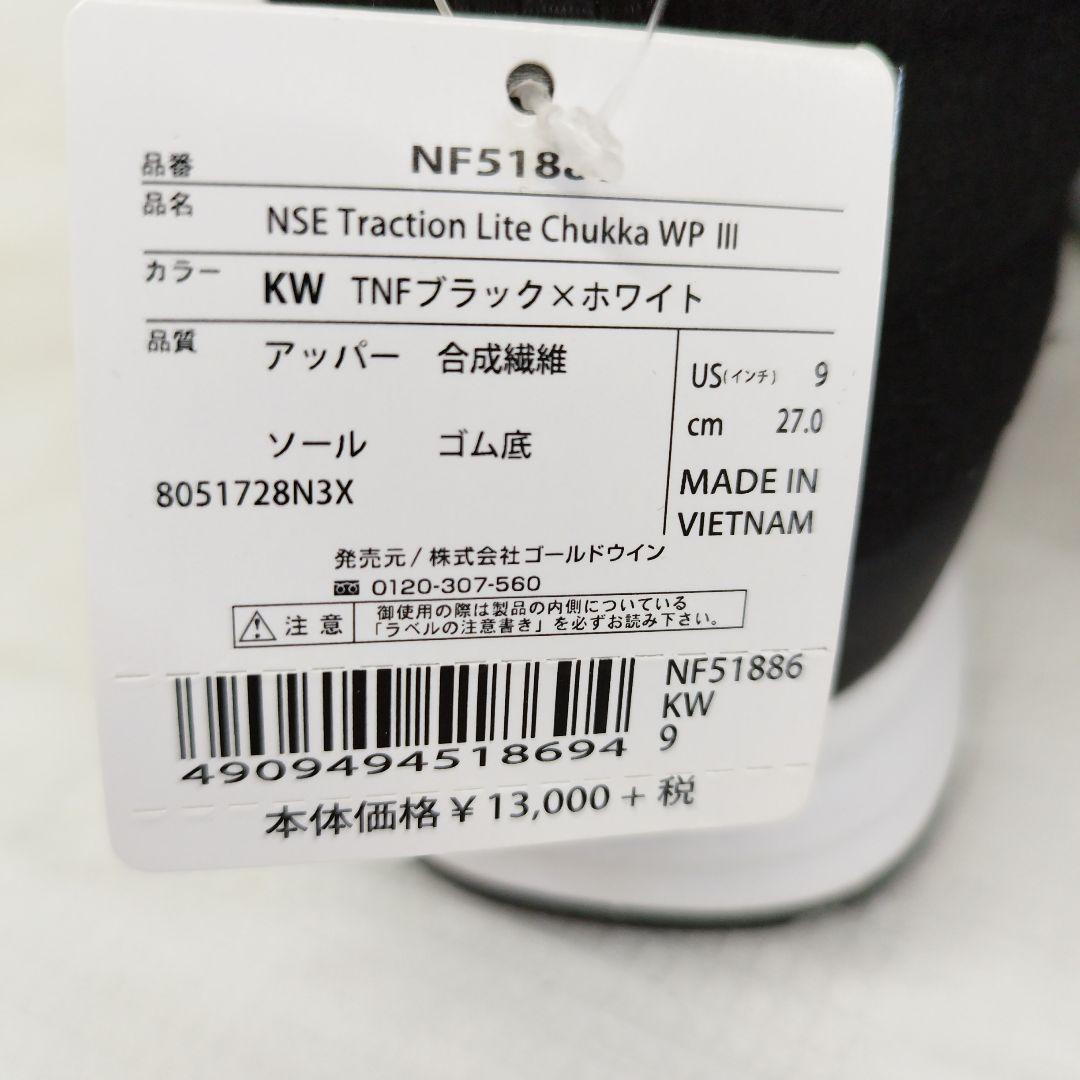 品番 NF5188
品名 NSE Traction Lite Chukka WP III
カラー KW TNFブラック×ホワイト
品質 アッパー 合成繊維
ソール ゴム底
8051728N3X
US(インチ) 9
cm 27.0
MADE IN
VIETNAM
発売元/株式会社ゴールドウイン
0120-307-560
注意 御使用の際は製品の内側についている
「ラベルの注意書き」を必ずお読み下さい。
4909494518694
NF51886
KW
9
本体価格¥13,000+税